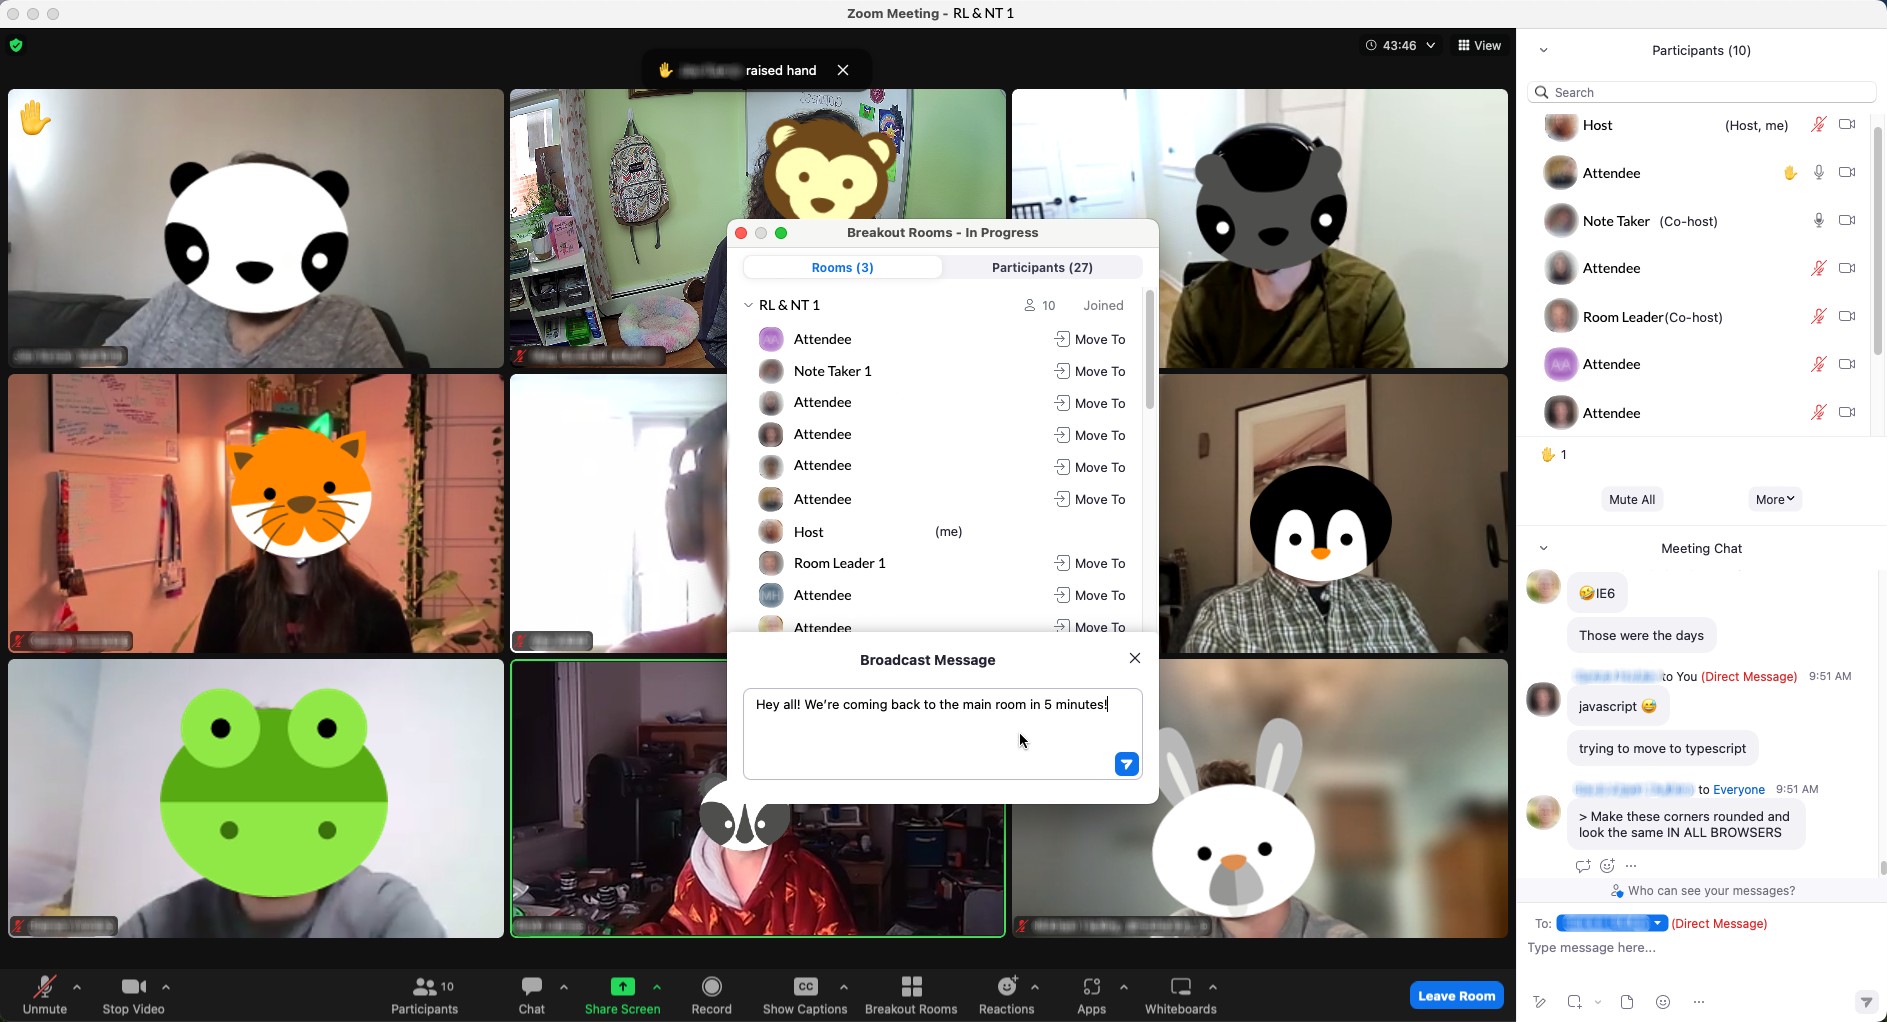 Zoom Meeting - RL & NT 1
43:46
View
raised hand
Participants (10)
Search
Host (Host, me)
Attendee
Note Taker (Co-host)
Attendee
Room Leader (Co-host)
Attendee
Attendee
1
Mute All
More
Breakout Rooms - In Progress
Rooms (3)
Participants (27)
RL & NT 1 10 Joined
Attendee Move To
Note Taker 1 Move To
Attendee Move To
Attendee Move To
Attendee Move To
Attendee Move To
Host (me)
Room Leader 1 Move To
MH Attendee Move To
Attendee Move To
Broadcast Message
Hey all! We're coming back to the main room in 5 minutes!
Meeting Chat
🤣IE6
Those were the days
to You (Direct Message) 9:51 AM
javascript 😅
trying to move to typescript
to Everyone 9:51 AM
> Make these corners rounded and
look the same IN ALL BROWSERS
Who can see your messages?
To: (Direct Message)
Type message here...
Unmute
Stop Video
Participants
10
Chat
Share Screen
Record
CC
Show Captions
Breakout Rooms
Reactions
Apps
Whiteboards
Leave Room